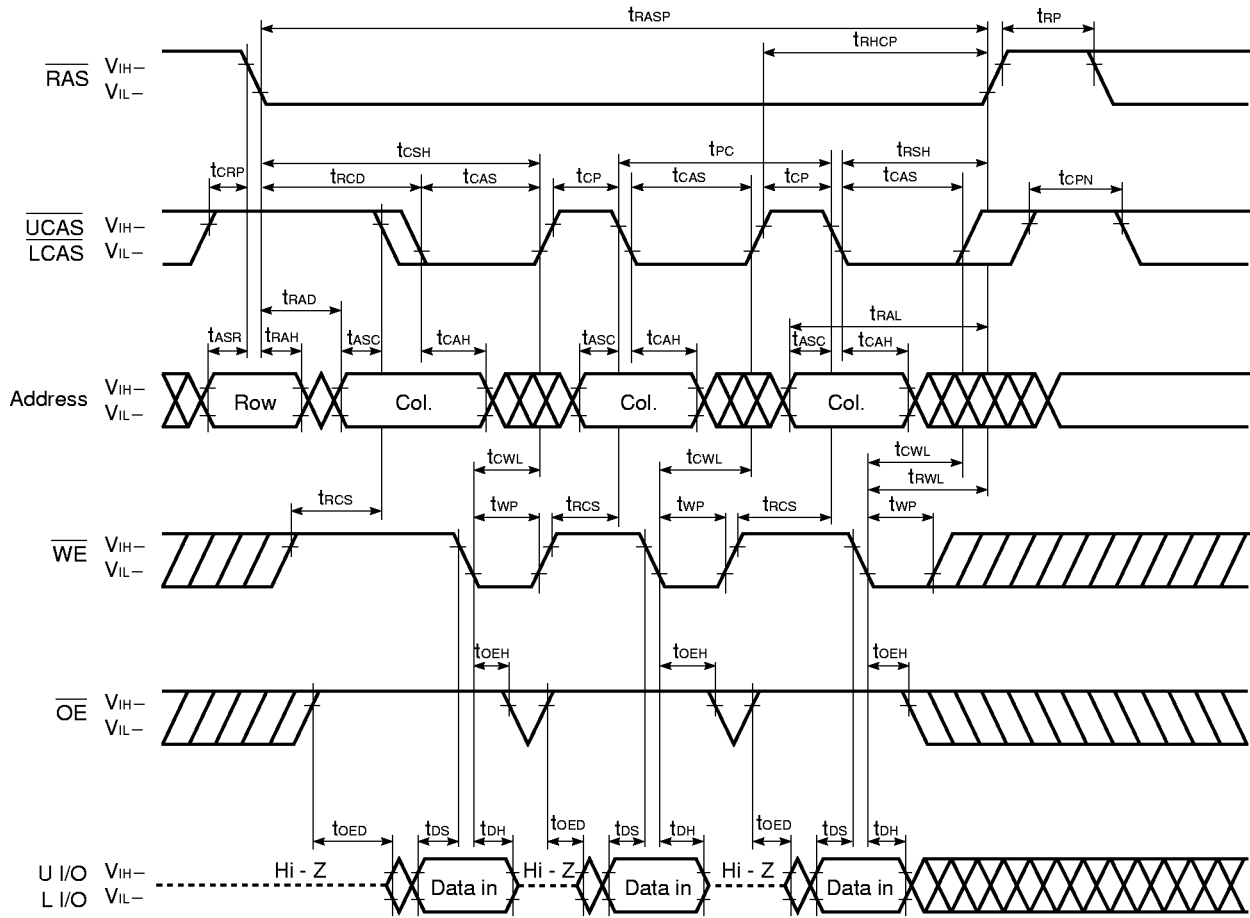 tRASP tRP
tRHCP
RAS VIH– VIL–
tCSH tPC tRSH
tCRP tRCD tCAS tCP tCAS tCP tCAS tCPN
UCAS LCAS VIH– VIL–
tRAD tRAL
tASR tRAH tASC tCAH tASC tCAH tASC tCAH
Address VIH– VIL– Row Col. Col. Col.
tCWL tCWL tCWL
tRWL
tRCS tWP tRCS tWP tRCS tWP
WE VIH– VIL–
tOEH tOEH tOEH
OE VIH– VIL–
tOED tDS tDH tOED tDS tDH tOED tDS tDH
U I/O VIH– Hi - Z Hi - Z Hi - Z
L I/O VIL– Data in Data in Data in